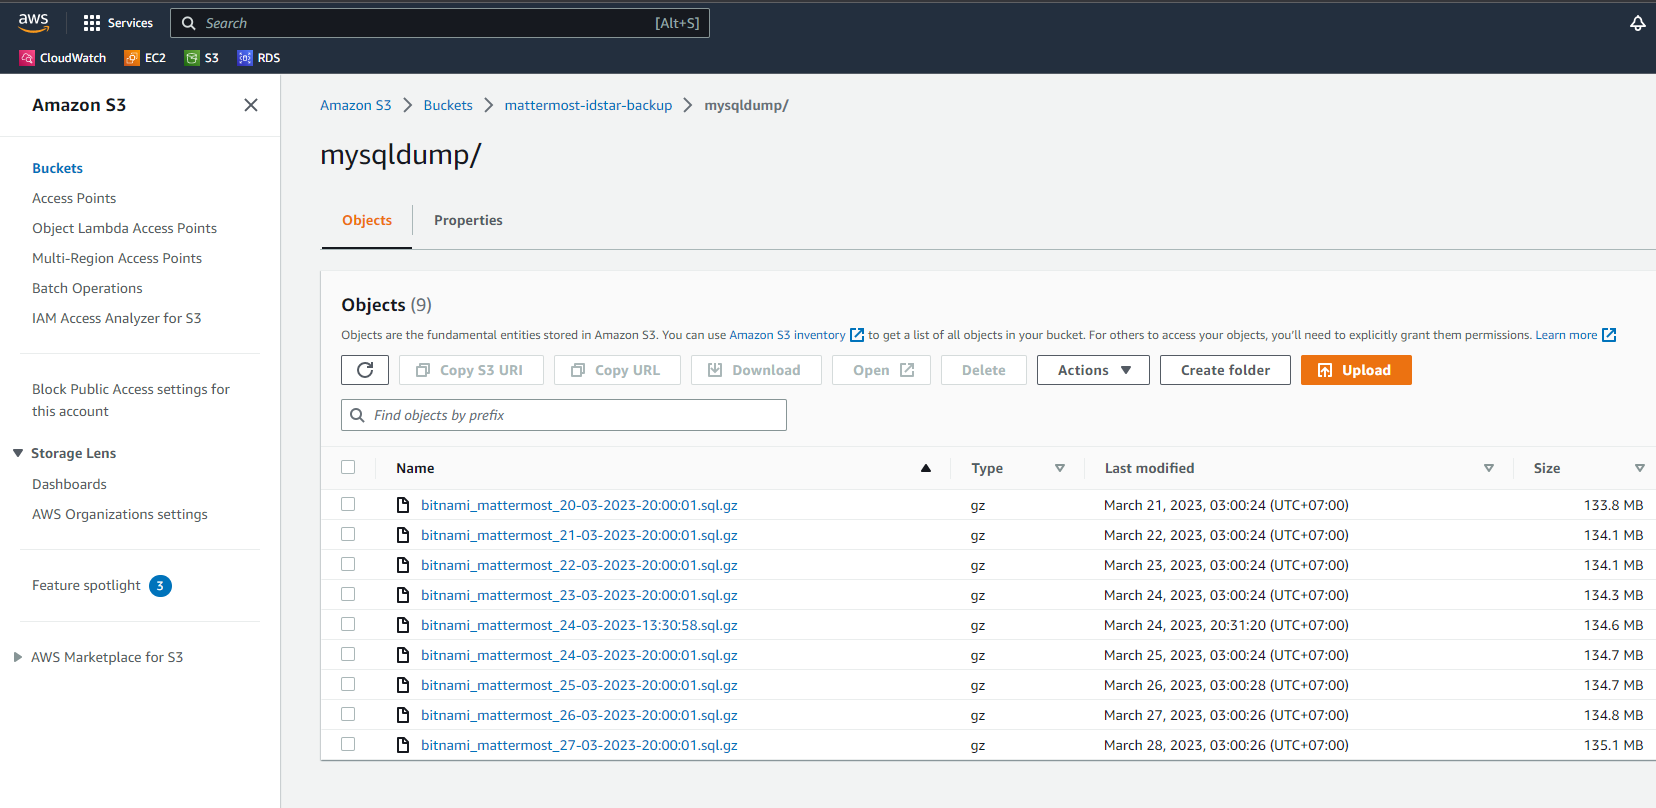 aws Services Search [Alt+S]
CloudWatch EC2 S3 RDS
Amazon S3
Buckets
Access Points
Object Lambda Access Points
Multi-Region Access Points
Batch Operations
IAM Access Analyzer for S3
Block Public Access settings for
this account
Storage Lens
Dashboards
AWS Organizations settings
Feature spotlight 3
AWS Marketplace for S3
Amazon S3 Buckets mattermost-idstar-backup mysqldump/
mysqldump/
Objects Properties
Objects (9)
Objects are the fundamental entities stored in Amazon S3. You can use Amazon S3 inventory to get a list of all objects in your bucket. For others to access your objects, you'll need to explicitly grant them permissions. Learn more
Copy S3 URI Copy URL Download Open Delete Actions Create folder Upload
Find objects by prefix
Name Type Last modified Size
bitnami_mattermost_20-03-2023-20:00:01.sql.gz gz March 21, 2023, 03:00:24 (UTC+07:00) 133.8 MB
bitnami_mattermost_21-03-2023-20:00:01.sql.gz gz March 22, 2023, 03:00:24 (UTC+07:00) 134.1 MB
bitnami_mattermost_22-03-2023-20:00:01.sql.gz gz March 23, 2023, 03:00:24 (UTC+07:00) 134.1 MB
bitnami_mattermost_23-03-2023-20:00:01.sql.gz gz March 24, 2023, 03:00:24 (UTC+07:00) 134.3 MB
bitnami_mattermost_24-03-2023-13:30:58.sql.gz gz March 24, 2023, 20:31:20 (UTC+07:00) 134.6 MB
bitnami_mattermost_24-03-2023-20:00:01.sql.gz gz March 25, 2023, 03:00:24 (UTC+07:00) 134.7 MB
bitnami_mattermost_25-03-2023-20:00:01.sql.gz gz March 26, 2023, 03:00:28 (UTC+07:00) 134.7 MB
bitnami_mattermost_26-03-2023-20:00:01.sql.gz gz March 27, 2023, 03:00:26 (UTC+07:00) 134.8 MB
bitnami_mattermost_27-03-2023-20:00:01.sql.gz gz March 28, 2023, 03:00:26 (UTC+07:00) 135.1 MB